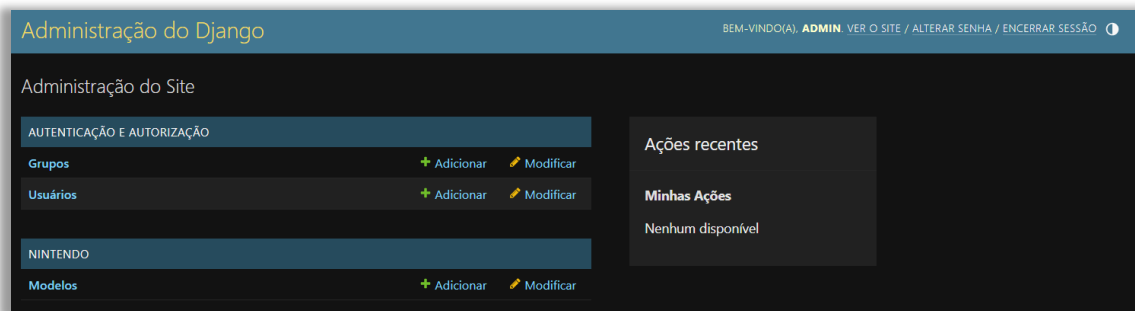 Administração do Django
BEM-VINDO(A), ADMIN. VER O SITE / ALTERAR SENHA / ENCERRAR SESSÃO
Administração do Site
AUTENTICAÇÃO E AUTORIZAÇÃO
Grupos Adicionar Modificar
Usuários Adicionar Modificar
NINTENDO
Modelos Adicionar Modificar
Ações recentes
Minhas Ações
Nenhum disponível